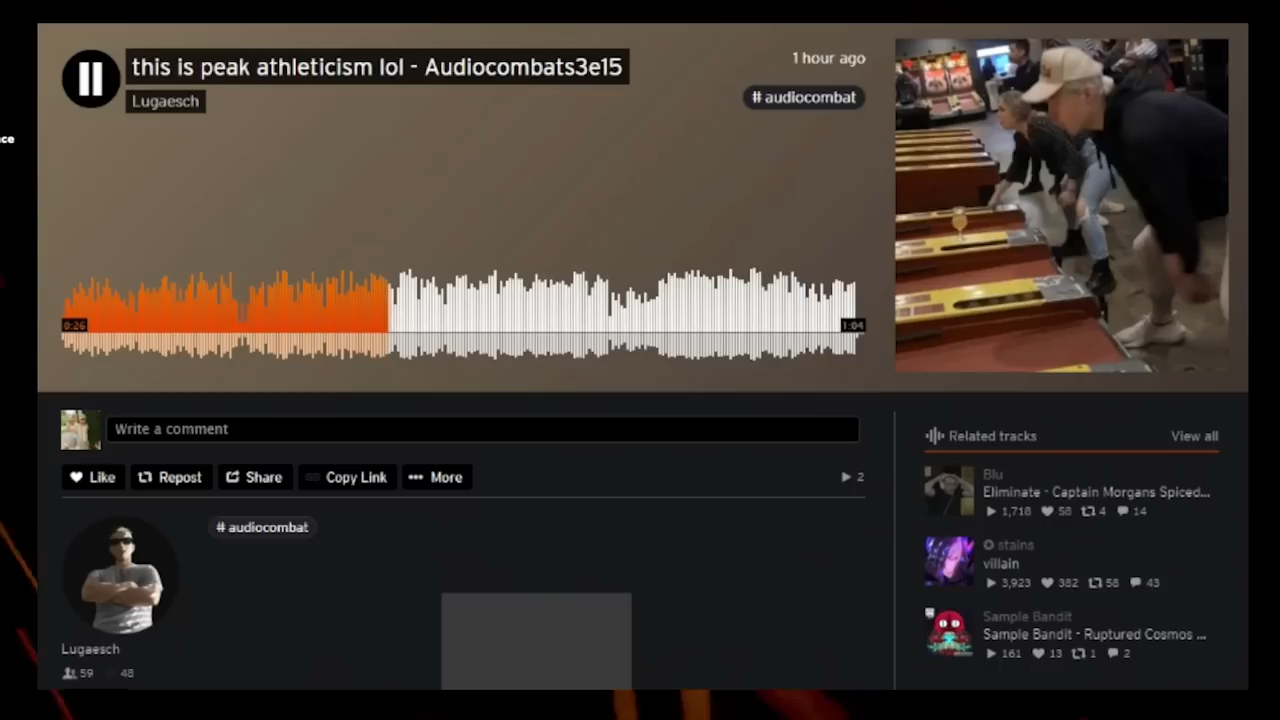 this is peak athleticism lol - Audiocombats3e15
Lugaesch
1 hour ago
# audiocombat
0:26
1:04
Write a comment
Like
Repost
Share
Copy Link
More
2
# audiocombat
Lugaesch
59
48
Related tracks
View all
Blu
Eliminate - Captain Morgans Spiced...
1,718 58 4 14
stains
villain
3,923 382 58 43
Sample Bandit
Sample Bandit - Ruptured Cosmos ...
161 13 1 2